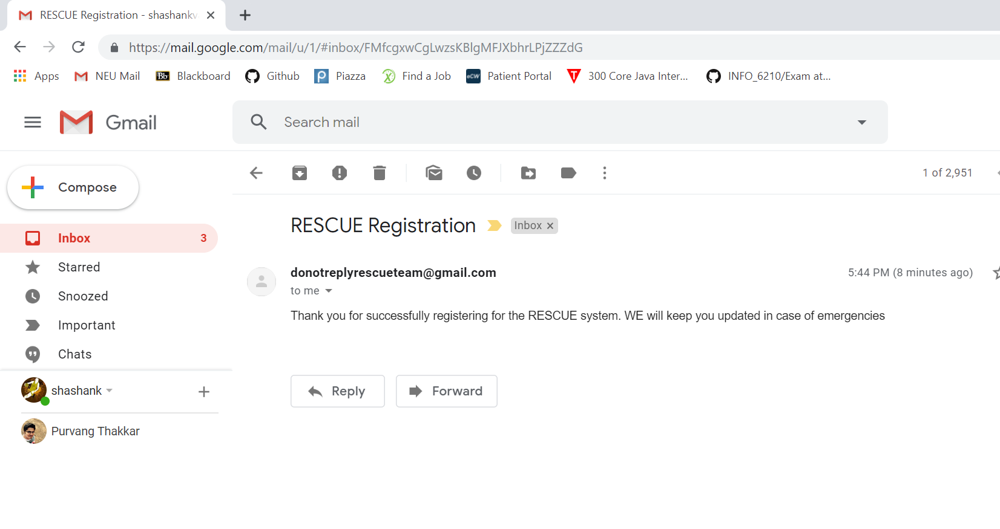 RESCUE Registration - shashankv
https://mail.google.com/mail/u/1/#inbox/FMfcgxwCgLwzsKBlgMFJXbhrLPjZZZdG
Apps NEU Mail Bb Blackboard Github Piazza Find a Job eCW Patient Portal 300 Core Java Inter... INFO_6210/Exam at...
Gmail
Search mail
Compose
1 of 2,951
RESCUE Registration Inbox
Inbox 3
Starred
Snoozed
Important
Chats
shashank
Purvang Thakkar
donotreplyrescueteam@gmail.com
5:44 PM (8 minutes ago)
to me
Thank you for successfully registering for the RESCUE system. WE will keep you updated in case of emergencies
Reply Forward